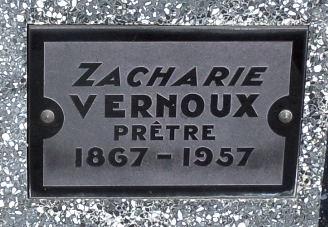 ZACHARIE
VERNOUX
PRÊTRE
1867 - 1957